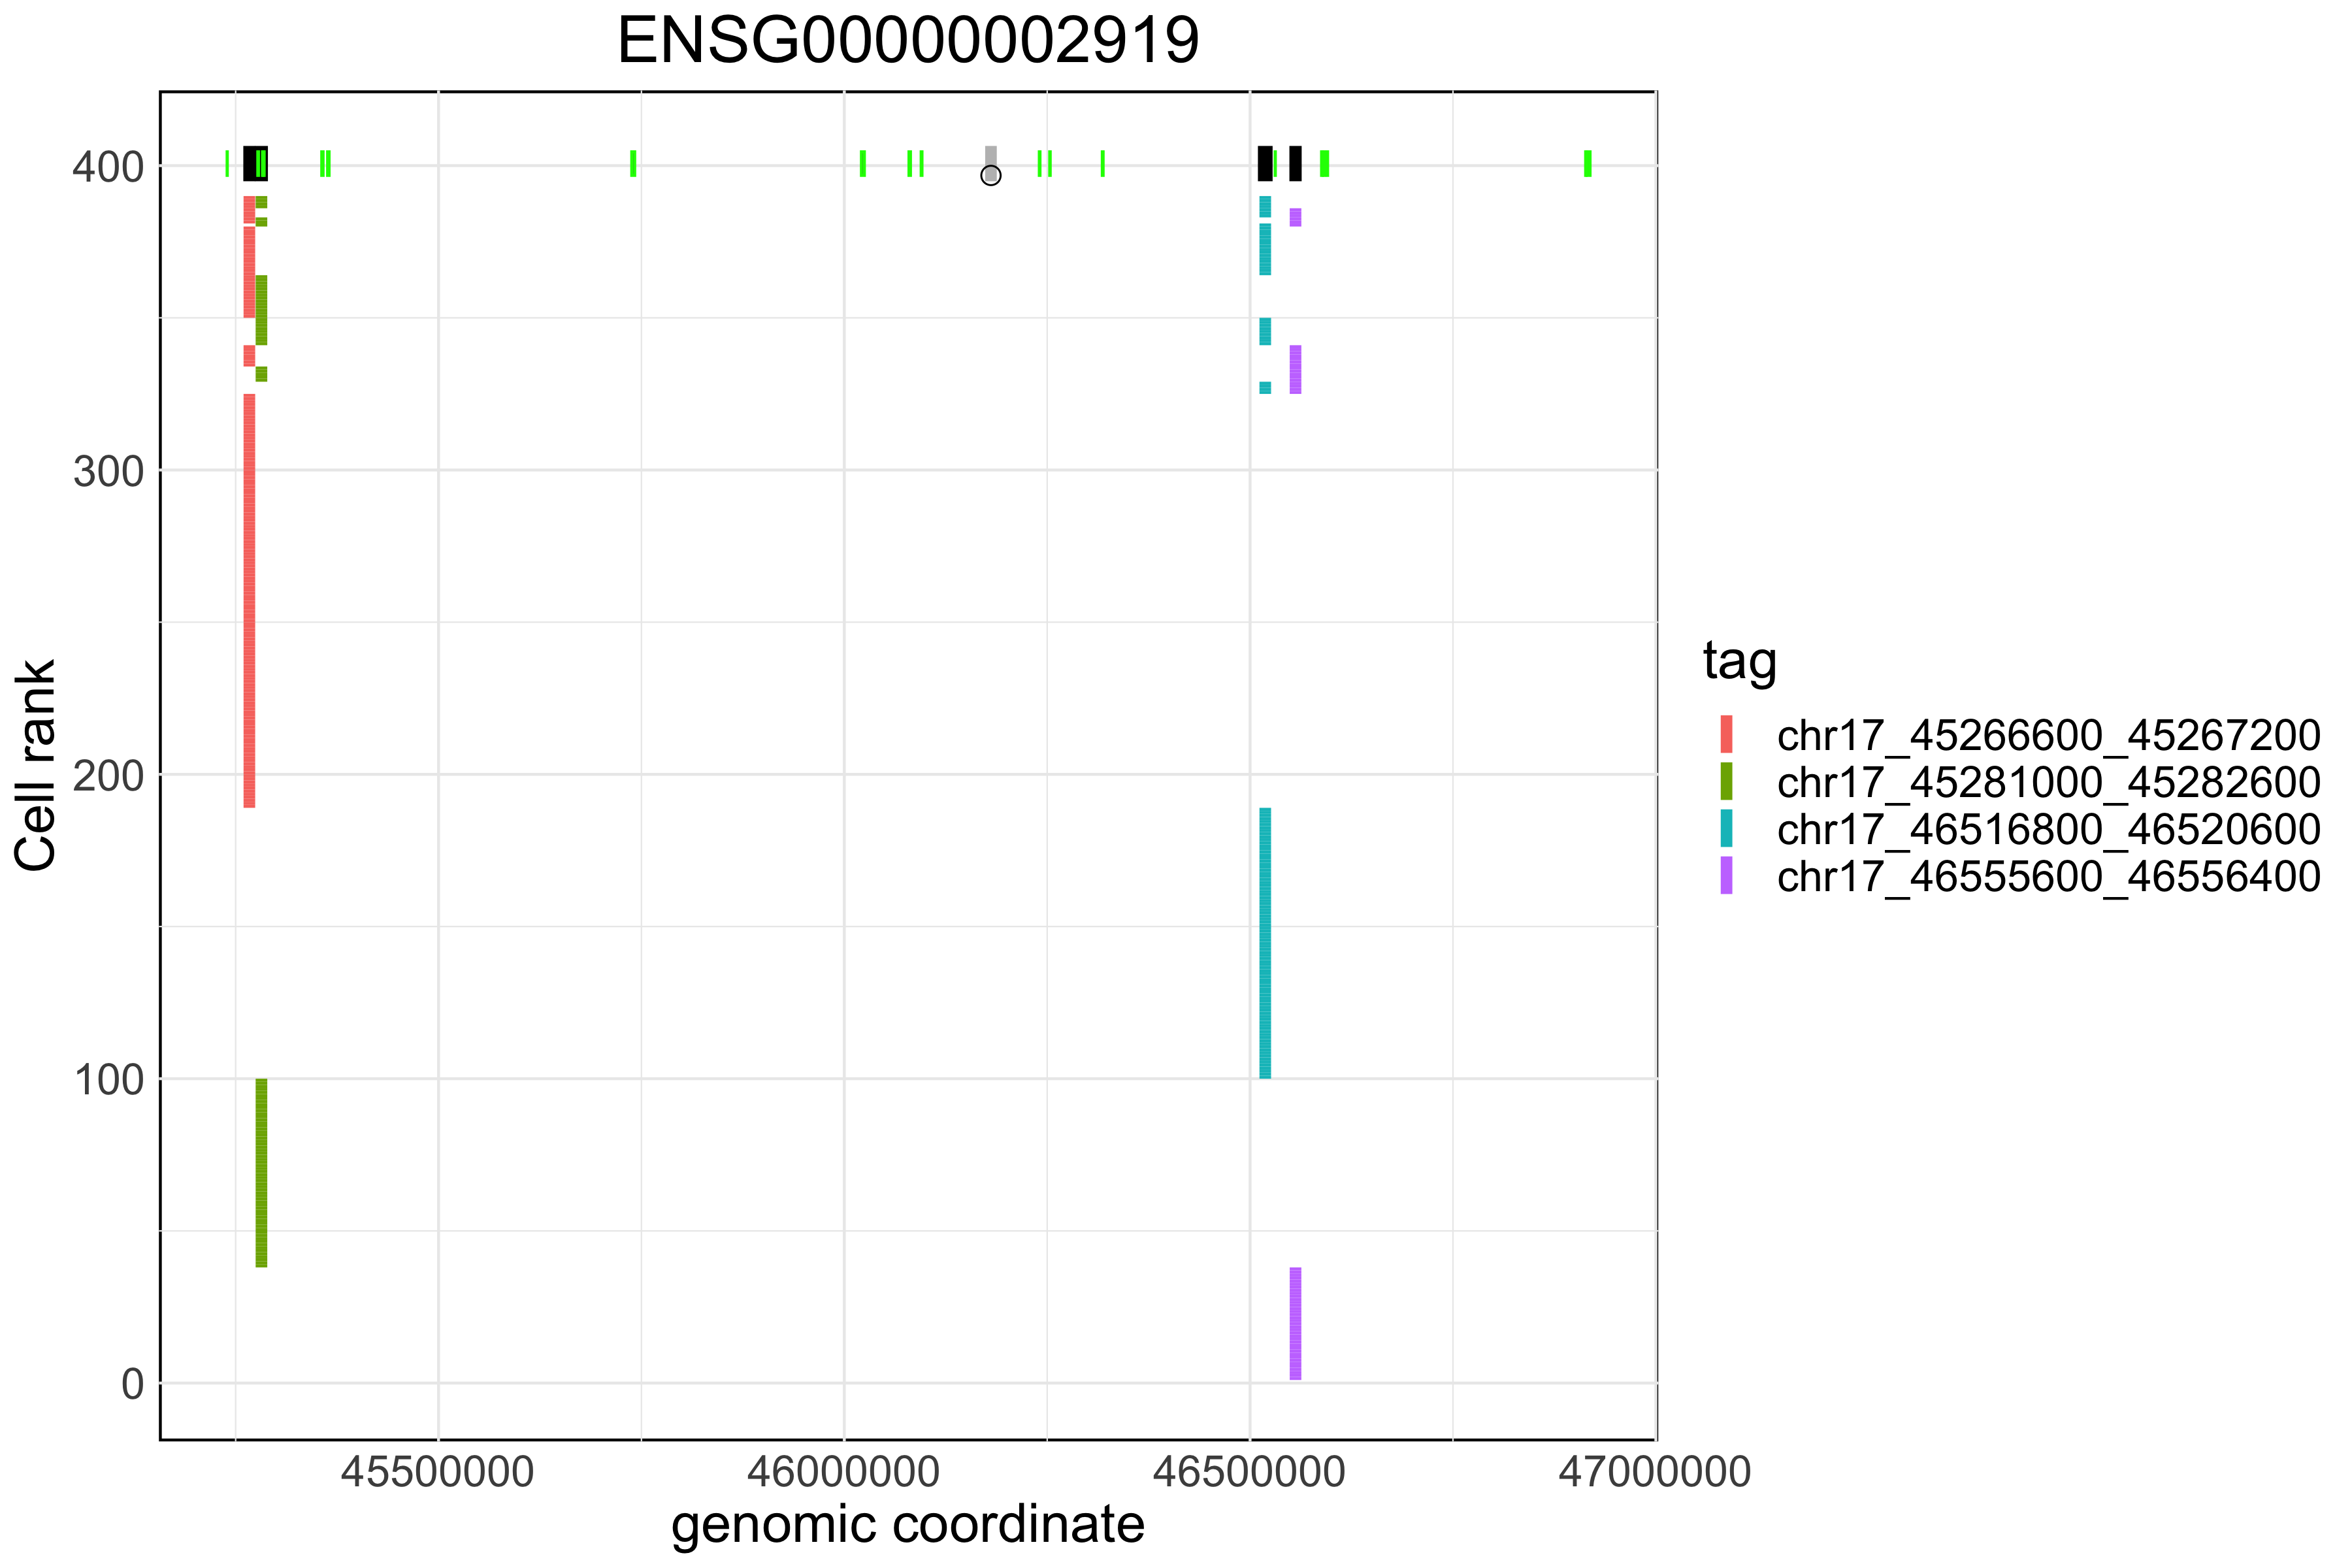 ENSG00000002919
400
300
200
100
0
Cell rank
45500000
46000000
46500000
47000000
genomic coordinate
tag
chr17_45266600_45267200
chr17_45281000_45282600
chr17_46516800_46520600
chr17_46555600_46556400